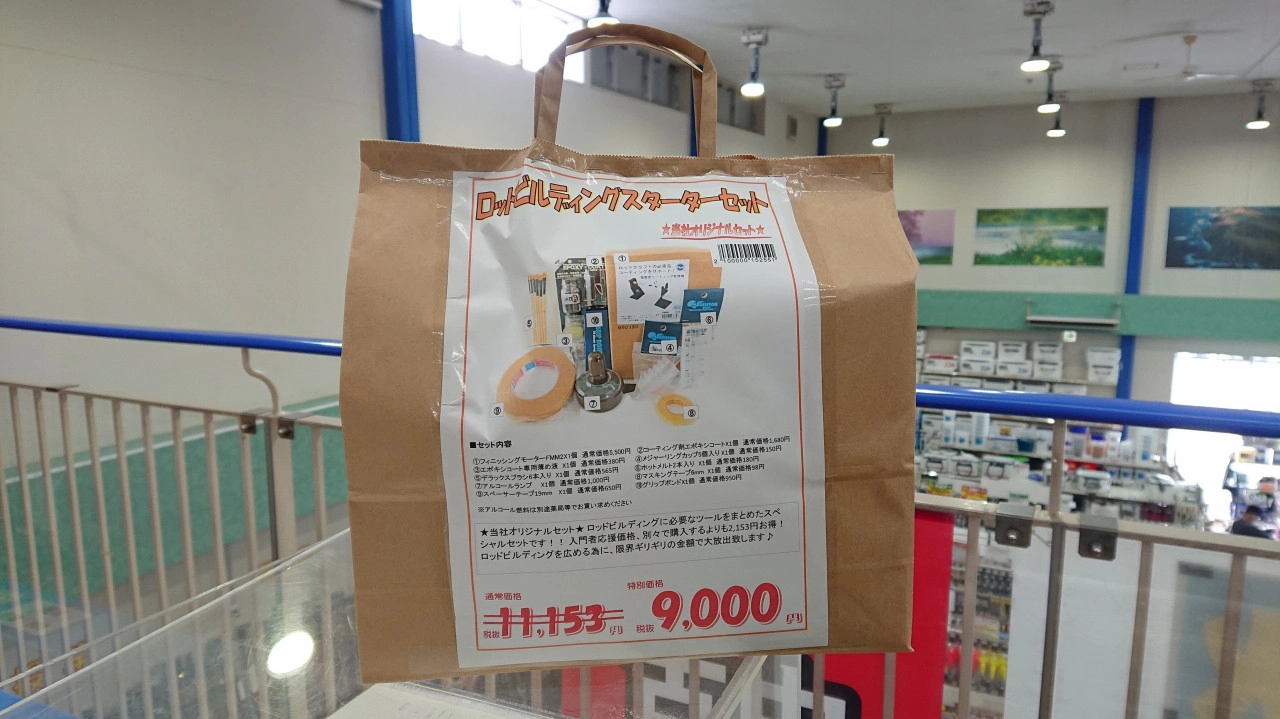 ロッドビルディングスターターセット
★当社オリジナルセット★
①
②
③
④
⑤
⑥
⑦
⑧
⑨
⑩
■セット内容
①フィニッシングモーターFMM2X1個 通常価格5,500円 ②コーティング剤エポキシコートX1個 通常価格1,680円
③エポキシコート専用薄め液 X1個 通常価格380円 ④メジャーリングカップ5個入り X1個 通常価格150円
⑤デラックスブラシ6本入り X1個 通常価格565円 ⑥ホットメルト2本入り X1個 通常価格180円
⑦アルコールランプ X1個 通常価格1,000円 ⑧マスキングテープ6mm X1個 通常価格98円
⑨スペーサーテープ19mm X1個 通常価格650円 ⑩グリップボンドX1個 通常価格950円
※アルコール燃料は別途薬局等でお買い求めください
★当社オリジナルセット★ ロッドビルディングに必要なツールをまとめたスペ
シャルセットです!! 入門者応援価格、別々で購入するよりも2,153円お得!
ロッドビルディングを広める為に、限界ギリギリの金額で大放出致します♪
通常価格 特別価格
税抜 11,153円 税抜 9,000円